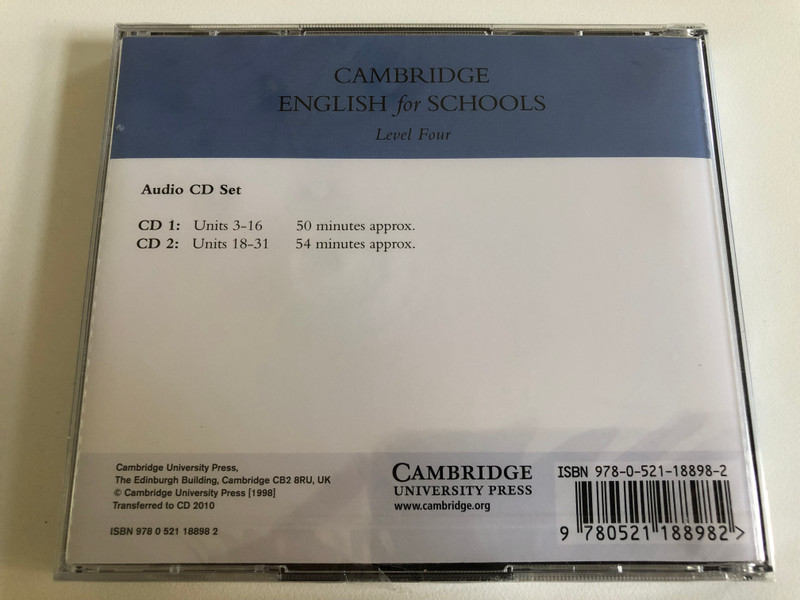 CAMBRIDGE
ENGLISH for SCHOOLS
Level Four
Audio CD Set
CD 1: Units 3-16 50 minutes approx.
CD 2: Units 18-31 54 minutes approx.
Cambridge University Press,
The Edinburgh Building, Cambridge CB2 8RU, UK
© Cambridge University Press [1998]
Transferred to CD 2010
ISBN 978 0 521 18898 2
CAMBRIDGE
UNIVERSITY PRESS
www.cambridge.org
ISBN 978-0-521-18898-2
9 780521 188982 >